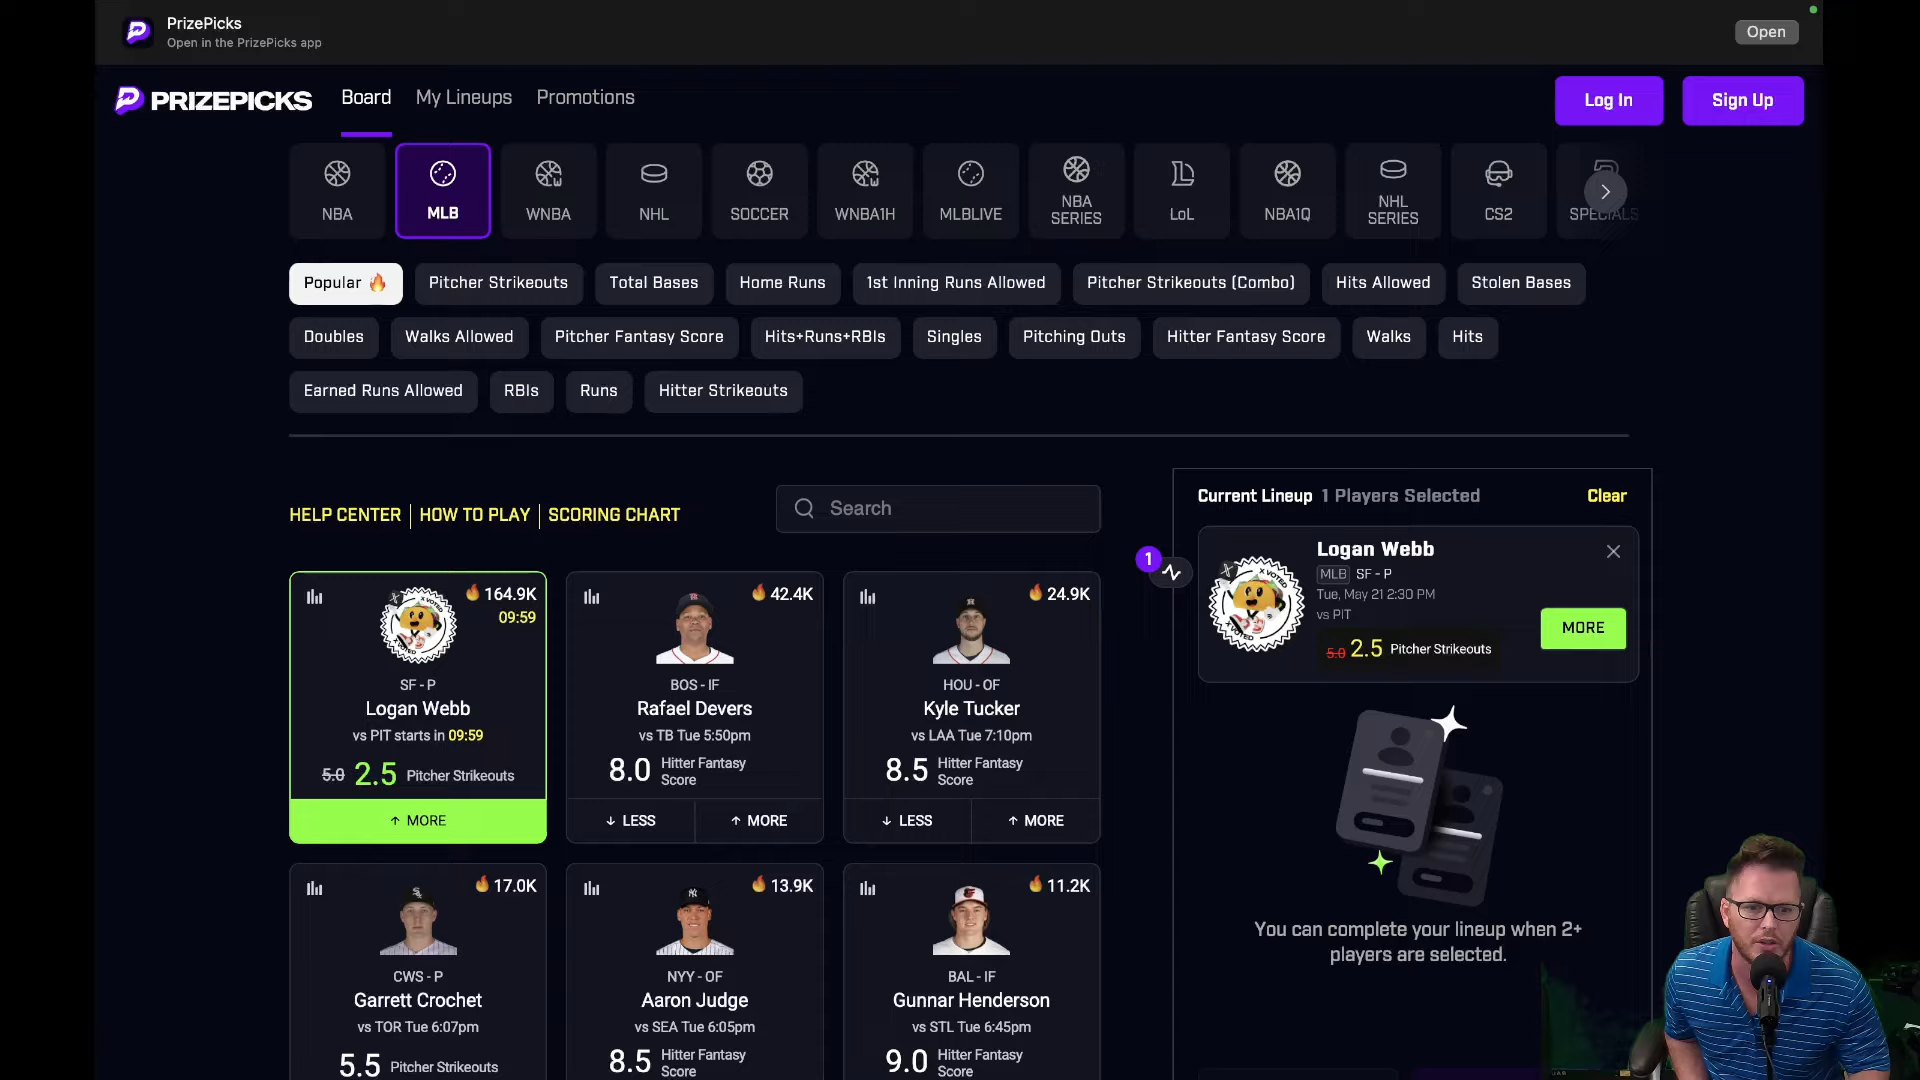 PrizePicks
Open in the PrizePicks app
Open
PRIZEPICKS
Board
My Lineups
Promotions
Log In
Sign Up
NBA
MLB
WNBA
NHL
SOCCER
WNBA1H
MLBLIVE
NBA
SERIES
LoL
NBA1Q
NHL
SERIES
CS2
SPECIALS
Popular 🔥
Pitcher Strikeouts
Total Bases
Home Runs
1st Inning Runs Allowed
Pitcher Strikeouts (Combo)
Hits Allowed
Stolen Bases
Doubles
Walks Allowed
Pitcher Fantasy Score
Hits+Runs+RBIs
Singles
Pitching Outs
Hitter Fantasy Score
Walks
Hits
Earned Runs Allowed
RBIs
Runs
Hitter Strikeouts
HELP CENTER
HOW TO PLAY
SCORING CHART
Search
164.9K
09:59
X VOTED
SF - P
Logan Webb
vs PIT starts in 09:59
5.0 2.5 Pitcher Strikeouts
↑ MORE
42.4K
BOS - IF
Rafael Devers
vs TB Tue 5:50pm
8.0 Hitter Fantasy
Score
↓ LESS
↑ MORE
24.9K
HOU - OF
Kyle Tucker
vs LAA Tue 7:10pm
8.5 Hitter Fantasy
Score
↓ LESS
↑ MORE
17.0K
CWS - P
Garrett Crochet
vs TOR Tue 6:07pm
5.5 Pitcher Strikeouts
13.9K
NYY - OF
Aaron Judge
vs SEA Tue 6:05pm
8.5 Hitter Fantasy
Score
11.2K
BAL - IF
Gunnar Henderson
vs STL Tue 6:45pm
9.0 Hitter Fantasy
Score
Current Lineup 1 Players Selected
Clear
1
X VOTED
Logan Webb
MLB SF - P
Tue, May 21 2:30 PM
vs PIT
5.0 2.5 Pitcher Strikeouts
MORE
You can complete your lineup when 2+
players are selected.